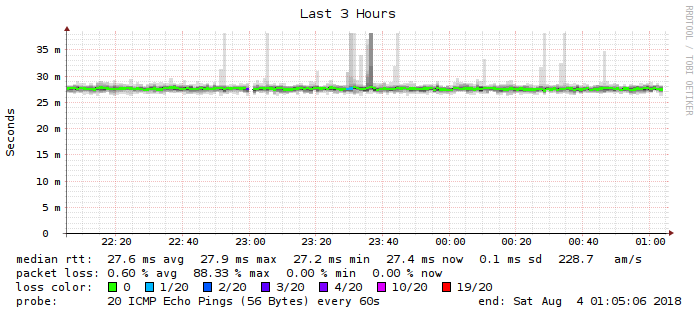 Last 3 Hours
RRDTOOL / TOBI OETIKER
Seconds
35 m
30 m
25 m
20 m
15 m
10 m
5 m
0
22:20 22:40 23:00 23:20 23:40 00:00 00:20 00:40 01:00
median rtt: 27.6 ms avg 27.9 ms max 27.2 ms min 27.4 ms now 0.1 ms sd 228.7 am/s
packet loss: 0.60 % avg 88.33 % max 0.00 % min 0.00 % now
loss color: 0 1/20 2/20 3/20 4/20 10/20 19/20
probe: 20 ICMP Echo Pings (56 Bytes) every 60s end: Sat Aug 4 01:05:06 2018